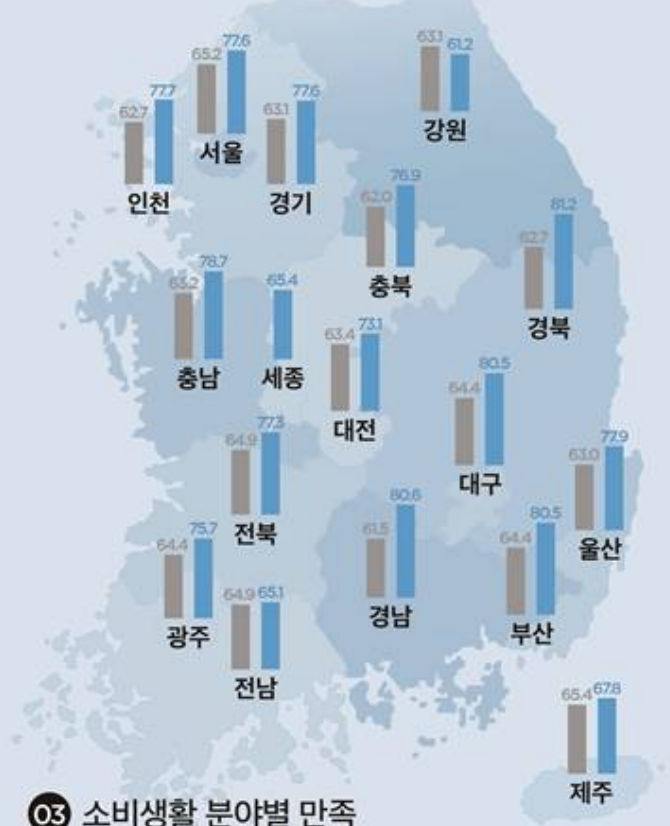 63.1 61.2
강원
65.2 77.6
서울
62.7 77.7
인천
63.1 77.6
경기
62.0 76.9
충북
62.7 81.2
경북
63.2 78.7
충남
65.4
세종
63.4 73.1
대전
64.4 80.5
대구
64.9 77.3
전북
63.0 77.9
울산
61.5 80.6
경남
64.4 80.5
부산
64.4 75.7
광주
64.9 65.1
전남
65.4 67.8
제주
03 소비생활 분야별 만족